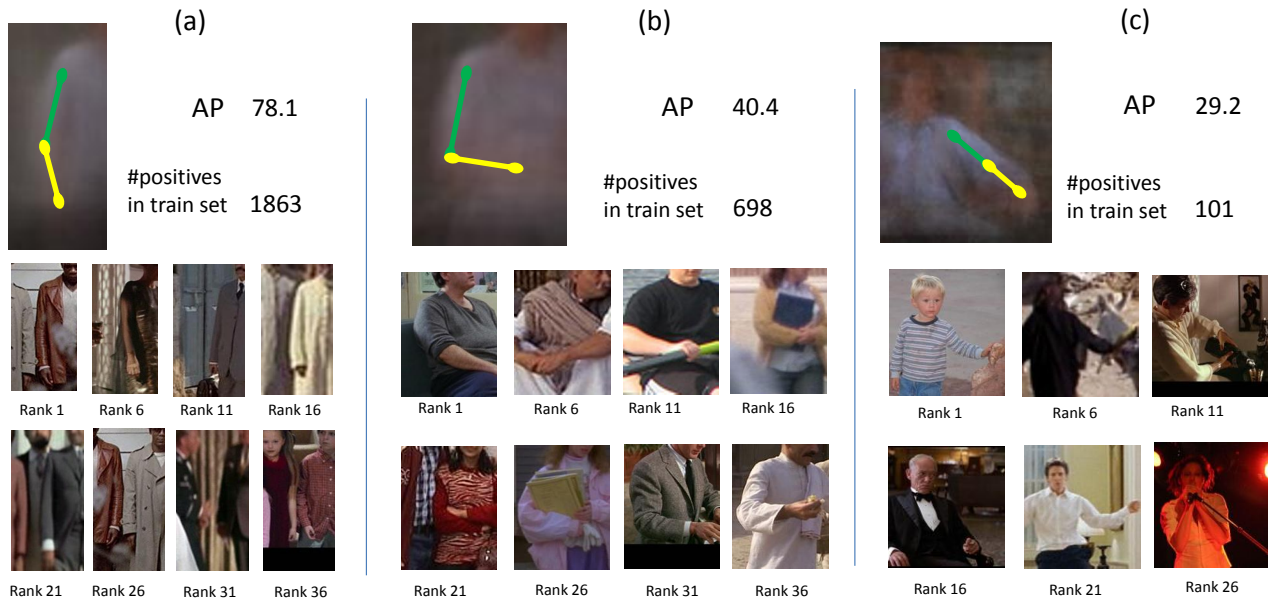 (a)
AP 78.1
#positives
in train set 1863
Rank 1 Rank 6 Rank 11 Rank 16
Rank 21 Rank 26 Rank 31 Rank 36
(b)
AP 40.4
#positives
in train set 698
Rank 1 Rank 6 Rank 11 Rank 16
Rank 21 Rank 26 Rank 31 Rank 36
(c)
AP 29.2
#positives
in train set 101
Rank 1 Rank 6 Rank 11
Rank 16 Rank 21 Rank 26